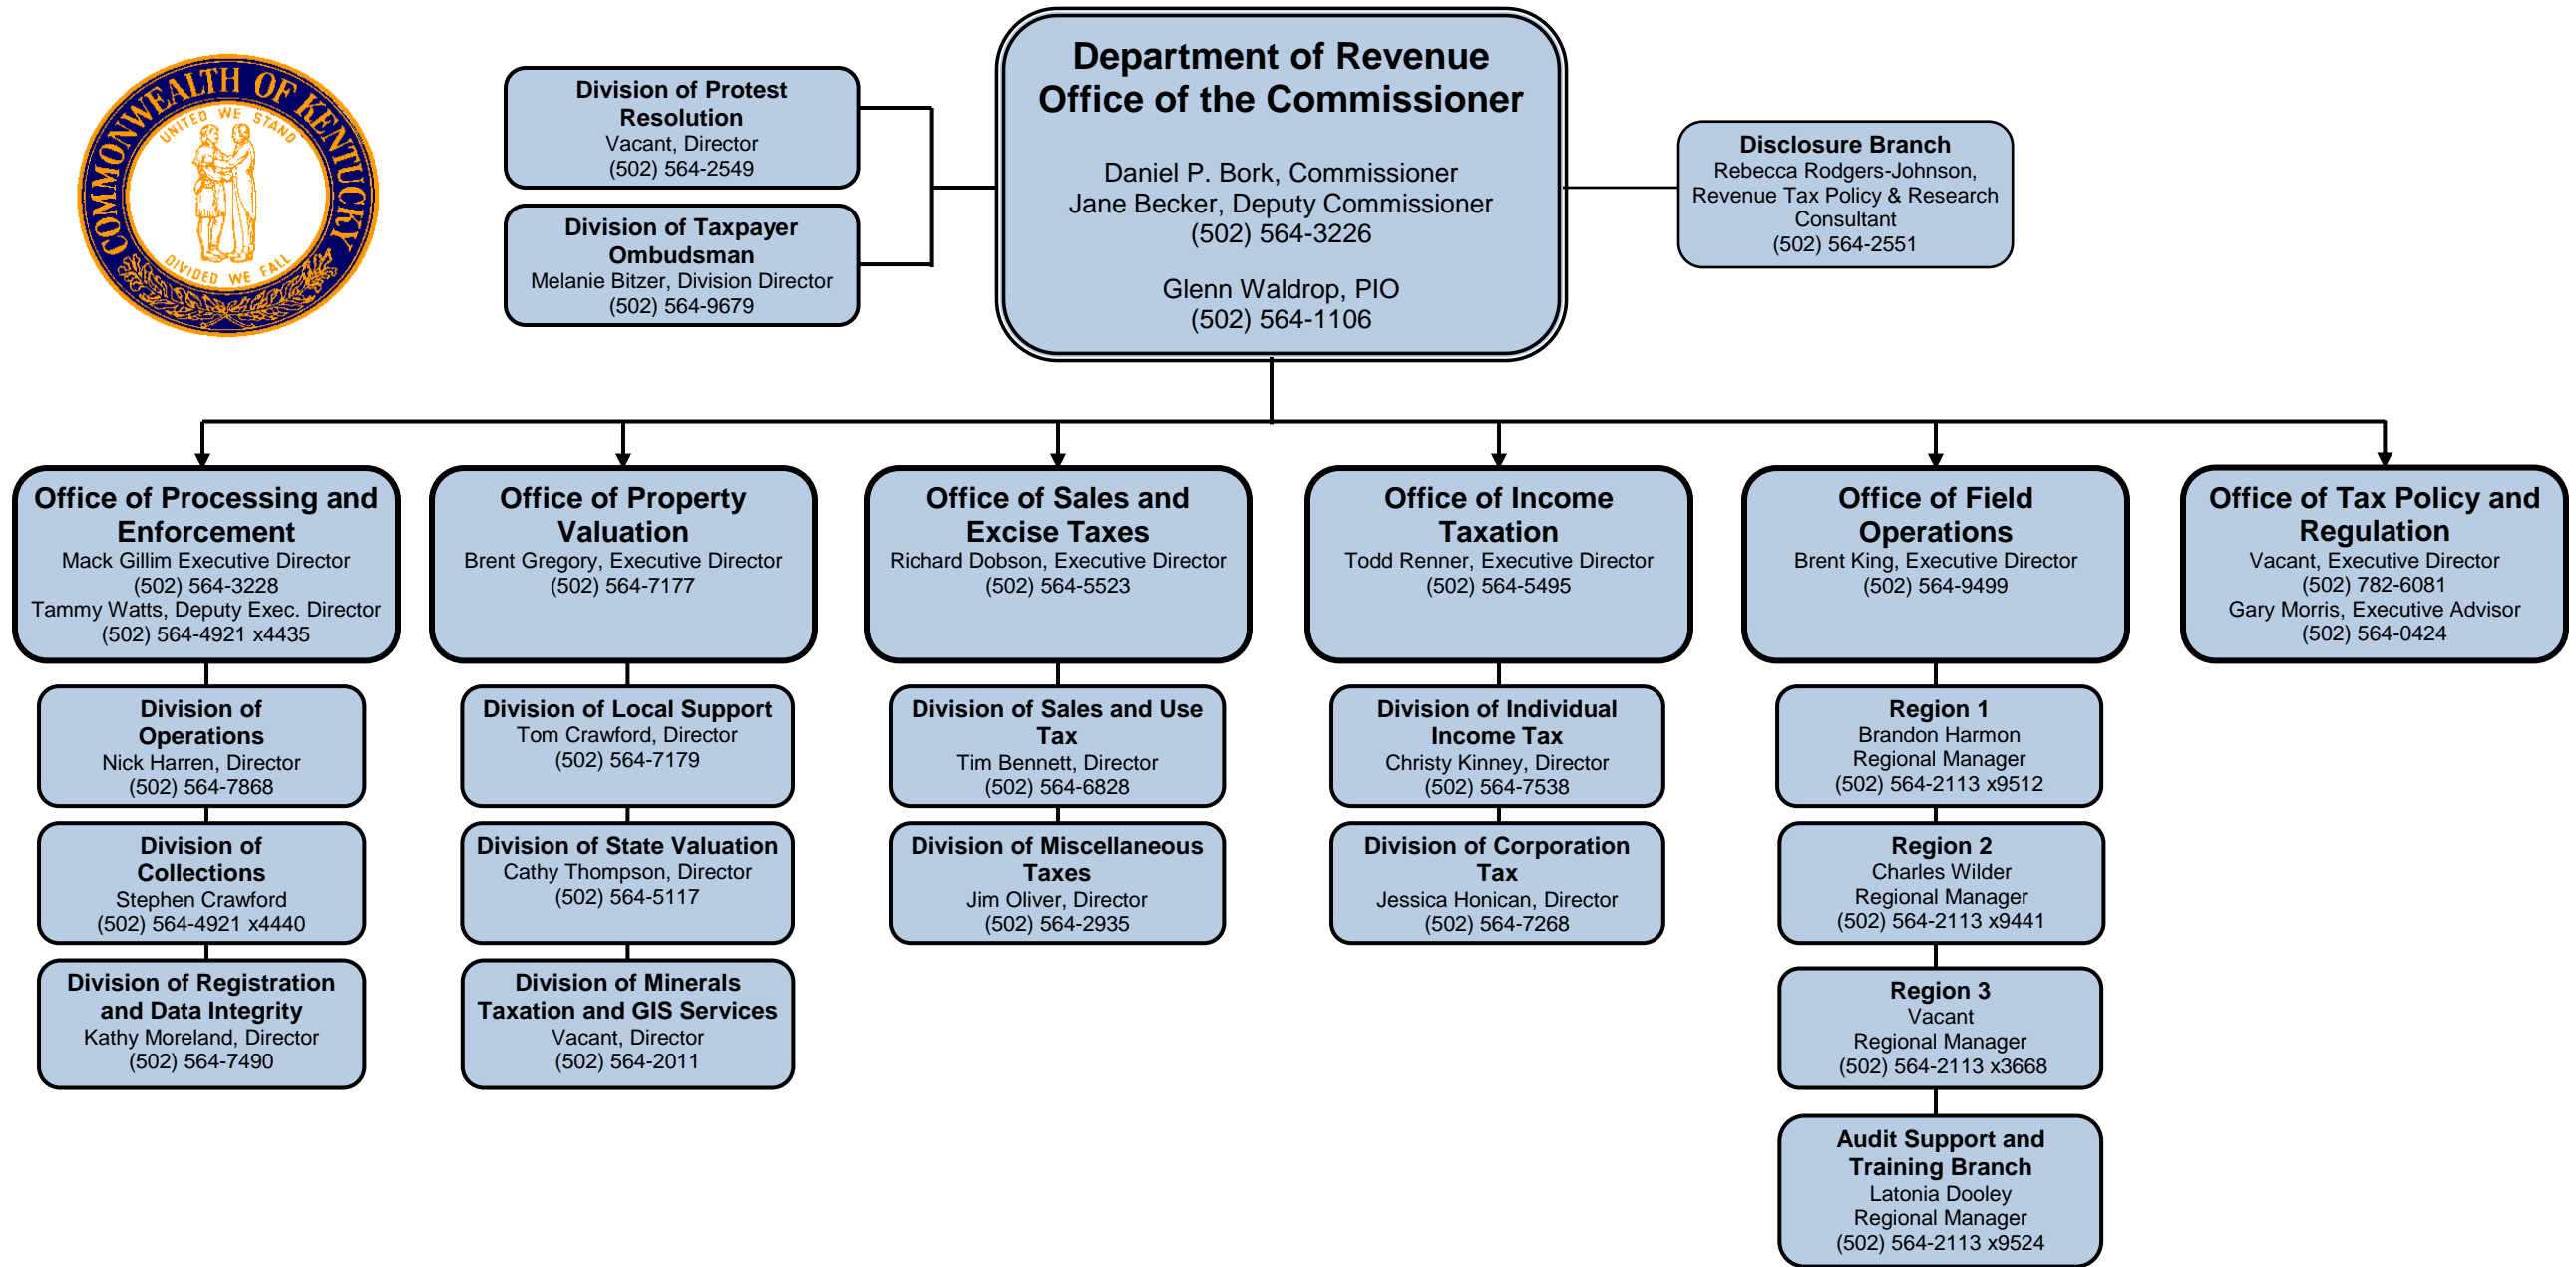 COMMONWEALTH OF KENTUCKY
UNITED WE STAND
DIVIDED WE FALL
Division of Protest
Resolution
Vacant, Director
(502) 564-2549
Division of Taxpayer
Ombudsman
Melanie Bitzer, Division Director
(502) 564-9679
Department of Revenue
Office of the Commissioner
Daniel P. Bork, Commissioner
Jane Becker, Deputy Commissioner
(502) 564-3226
Glenn Waldrop, PIO
(502) 564-1106
Disclosure Branch
Rebecca Rodgers-Johnson,
Revenue Tax Policy & Research
Consultant
(502) 564-2551
Office of Processing and
Enforcement
Mack Gillim Executive Director
(502) 564-3228
Tammy Watts, Deputy Exec. Director
(502) 564-4921 x4435
Division of
Operations
Nick Harren, Director
(502) 564-7868
Division of
Collections
Stephen Crawford
(502) 564-4921 x4440
Division of Registration
and Data Integrity
Kathy Moreland, Director
(502) 564-7490
Office of Property
Valuation
Brent Gregory, Executive Director
(502) 564-7177
Division of Local Support
Tom Crawford, Director
(502) 564-7179
Division of State Valuation
Cathy Thompson, Director
(502) 564-5117
Division of Minerals
Taxation and GIS Services
Vacant, Director
(502) 564-2011
Office of Sales and
Excise Taxes
Richard Dobson, Executive Director
(502) 564-5523
Division of Sales and Use
Tax
Tim Bennett, Director
(502) 564-6828
Division of Miscellaneous
Taxes
Jim Oliver, Director
(502) 564-2935
Office of Income
Taxation
Todd Renner, Executive Director
(502) 564-5495
Division of Individual
Income Tax
Christy Kinney, Director
(502) 564-7538
Division of Corporation
Tax
Jessica Honican, Director
(502) 564-7268
Office of Field
Operations
Brent King, Executive Director
(502) 564-9499
Region 1
Brandon Harmon
Regional Manager
(502) 564-2113 x9512
Region 2
Charles Wilder
Regional Manager
(502) 564-2113 x9441
Region 3
Vacant
Regional Manager
(502) 564-2113 x3668
Audit Support and
Training Branch
Latonia Dooley
Regional Manager
(502) 564-2113 x9524
Office of Tax Policy and
Regulation
Vacant, Executive Director
(502) 782-6081
Gary Morris, Executive Advisor
(502) 564-0424